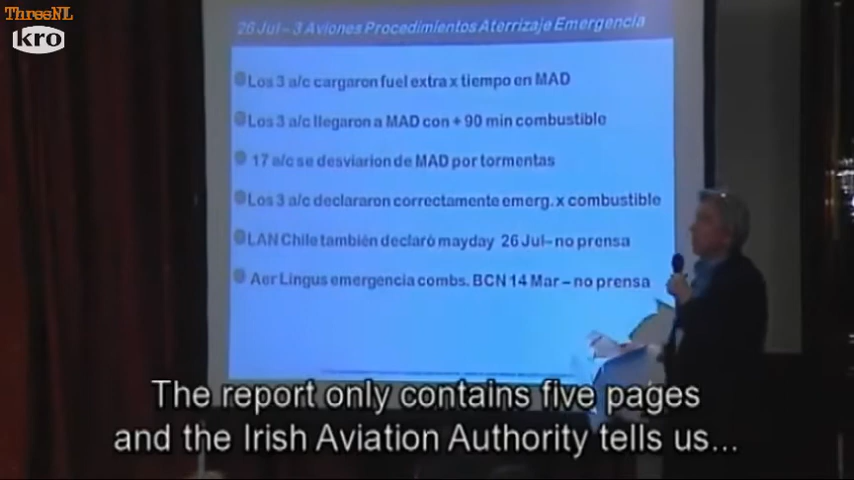 ThreeNL
kro
26 Jul – 3 Aviones Procedimientos Aterrizaje Emergencia
Los 3 a/c cargaron fuel extra x tiempo en MAD
Los 3 a/c llegaron a MAD con + 90 min combustible
17 a/c se desviarion de MAD por tormentas
Los 3 a/c declararon correctamente emerg. x combustible
LAN Chile también declaró mayday 26 Jul– no prensa
Aer Lingus emergencia combs. BCN 14 Mar – no prensa
The report only contains five pages
and the Irish Aviation Authority tells us...